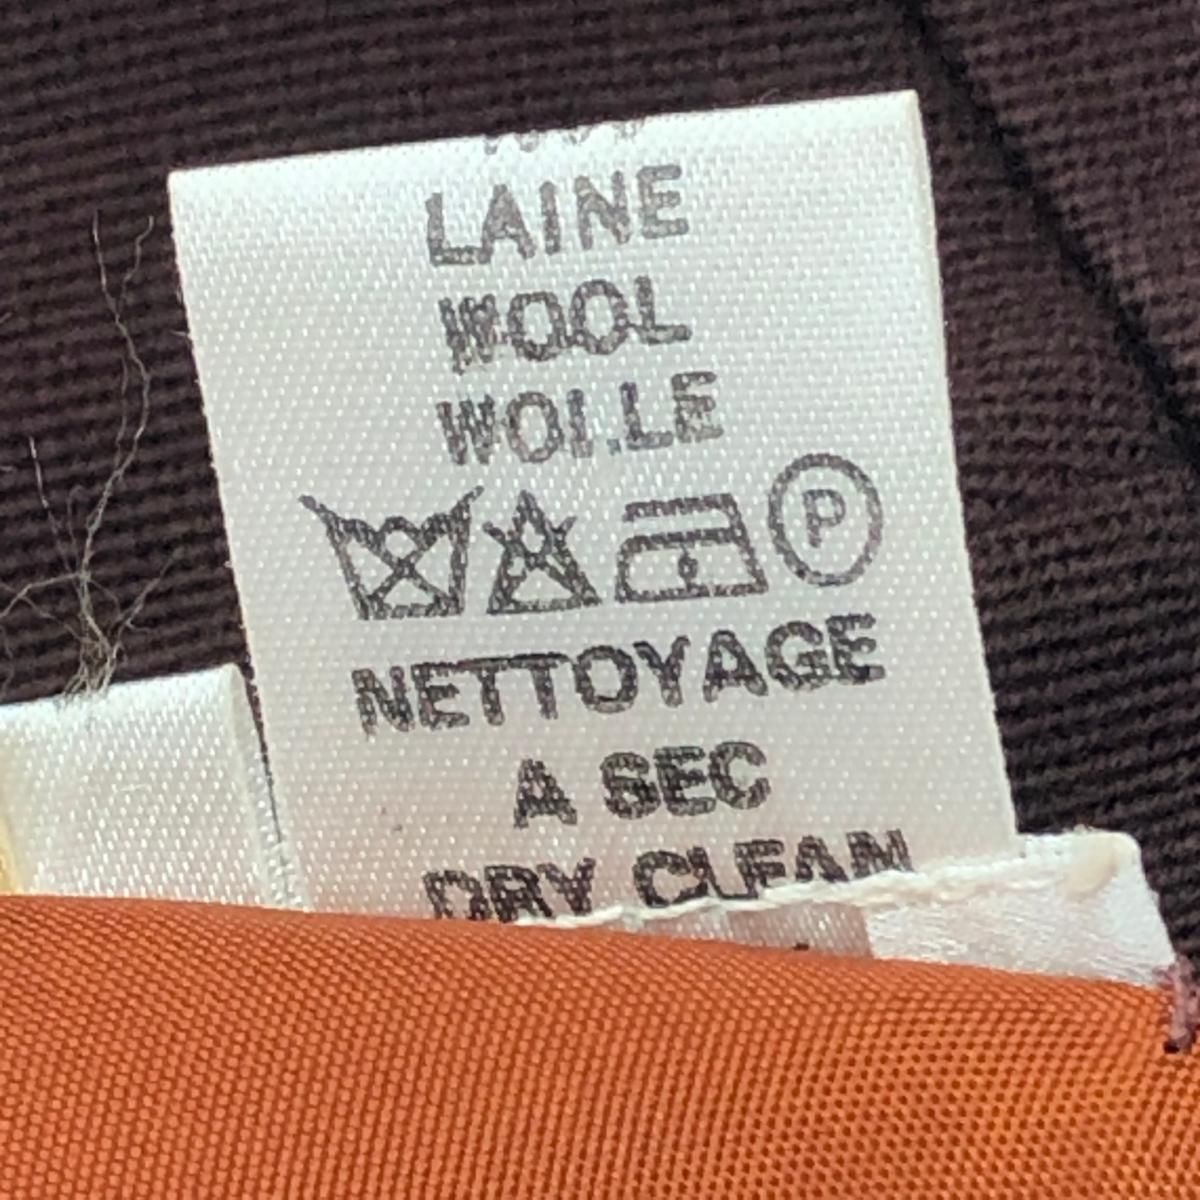 LAINE
WOOL
WOLLE
P
NETTOYAGE
A SEC
DRY CLEAN